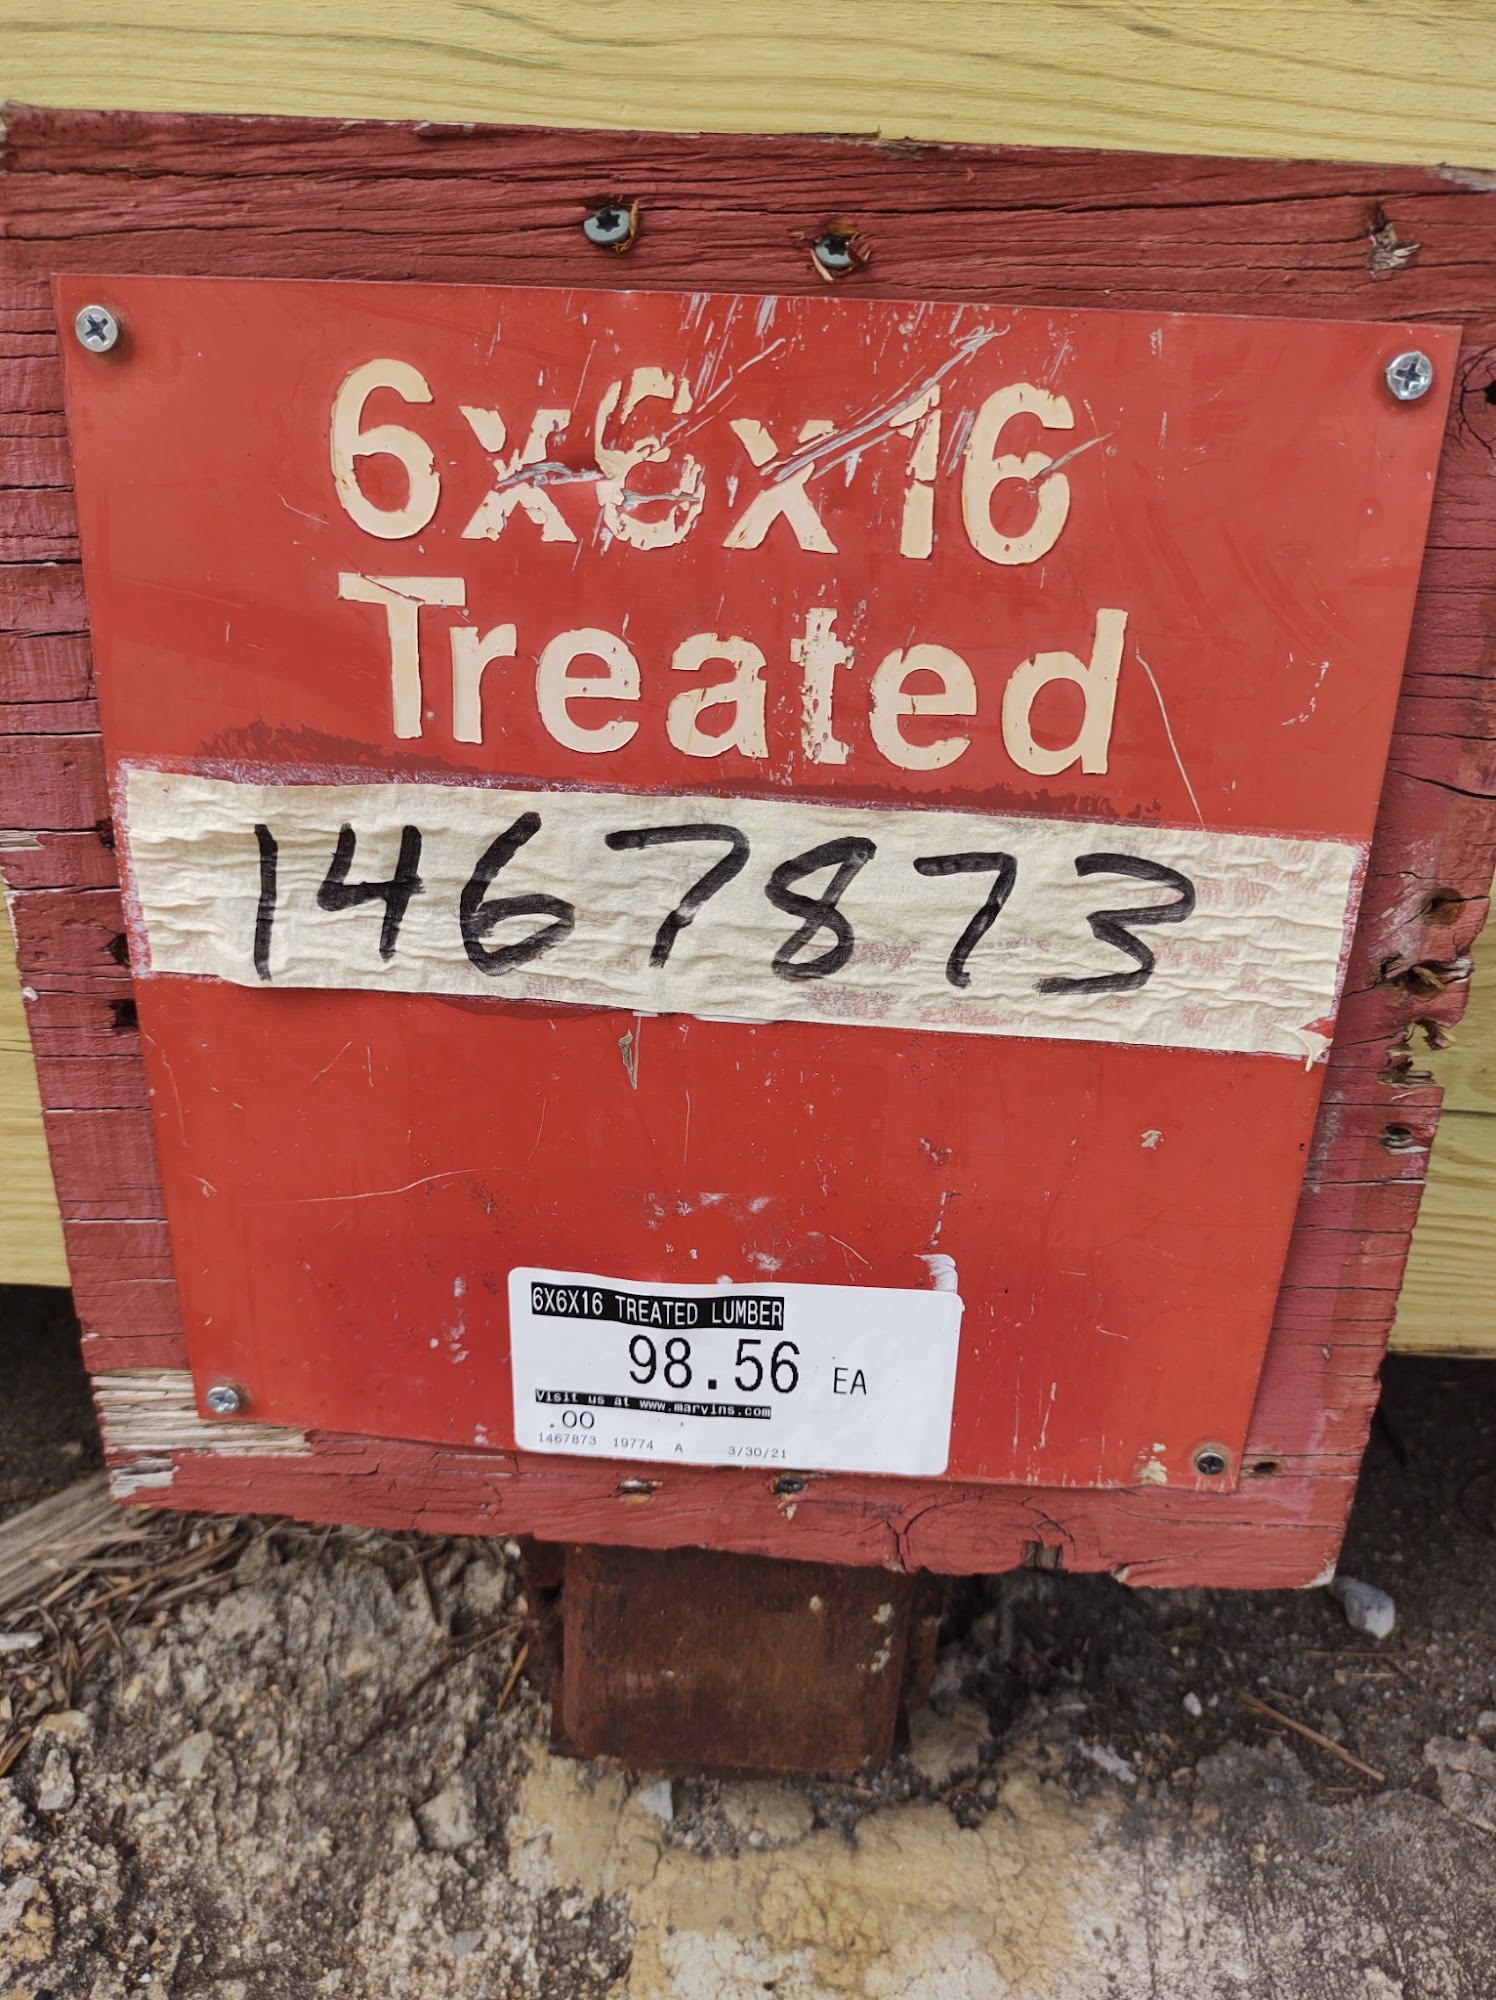 6x6x16
Treated
1467873
6X6X16 TREATED LUMBER
98.56 EA
Visit us at www.marvins.com
.00
1467873 19774 A 3/30/21